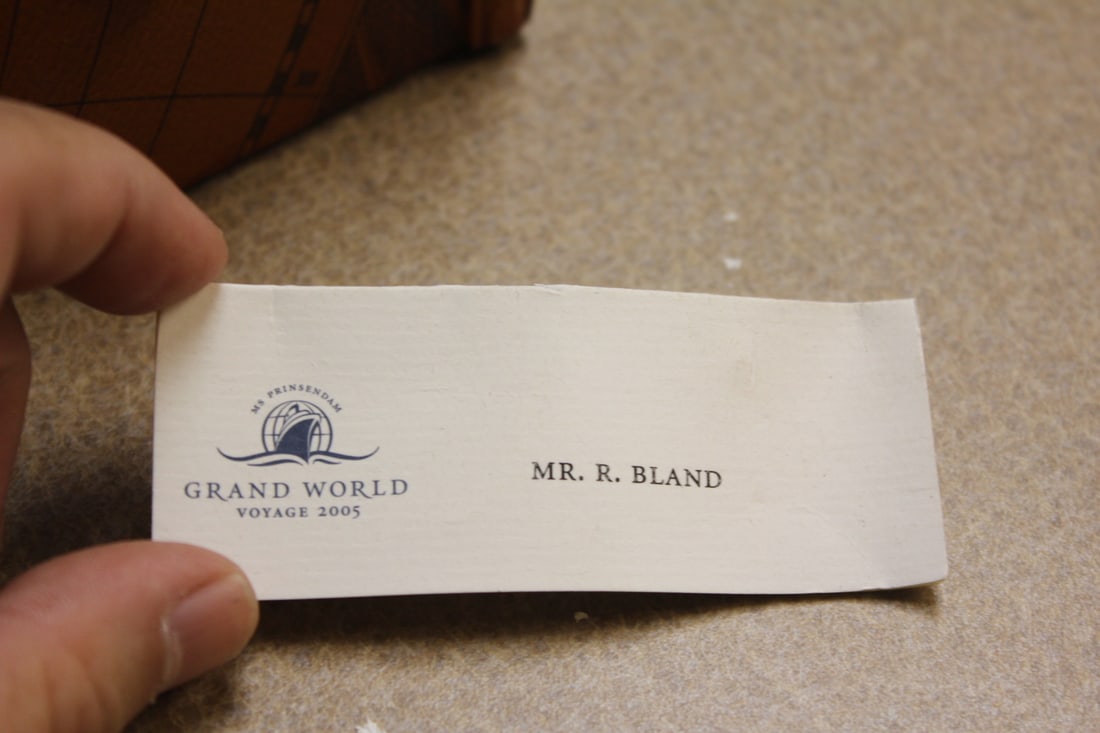 MS PRINSENDAM
GRAND WORLD
VOYAGE 2005
MR. R. BLAND